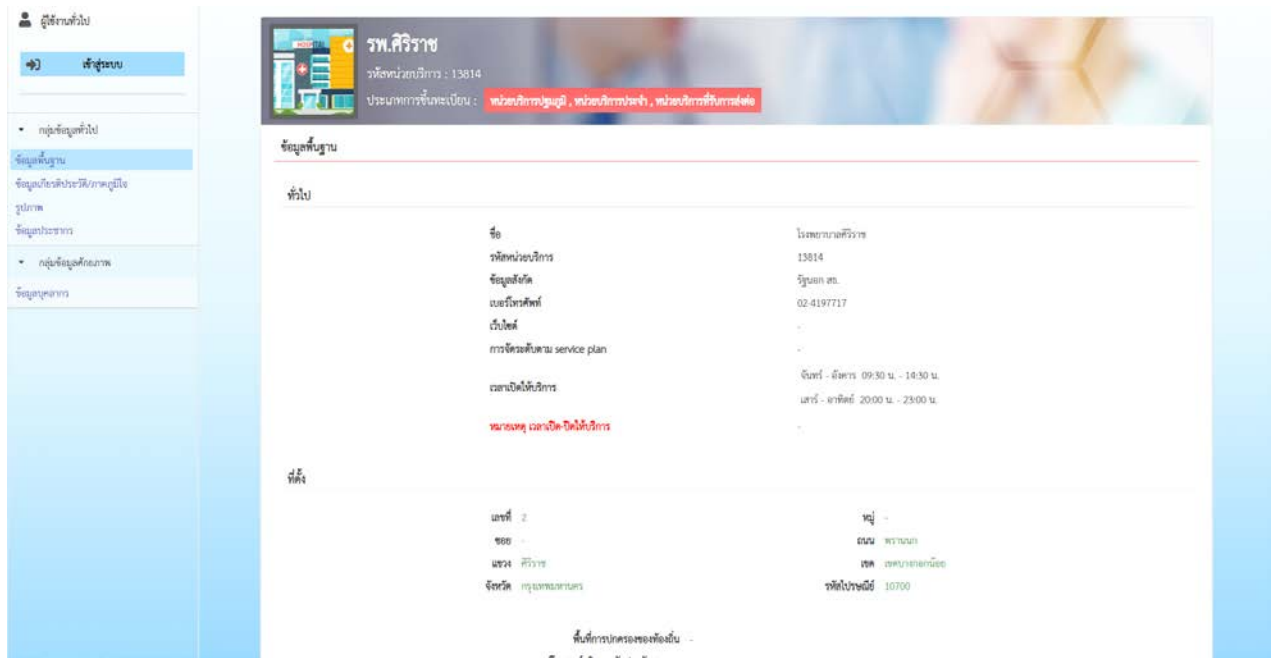 ผู้ใช้งานทั่วไป
เข้าสู่ระบบ
กลุ่มข้อมูลทั่วไป
ข้อมูลพื้นฐาน
ข้อมูลเกียรติประวัติ/ภาคภูมิใจ
รูปภาพ
ข้อมูลประชากร
กลุ่มข้อมูลศักยภาพ
ข้อมูลบุคลากร
HOSPITAL
รพ.ศิริราช
รหัสหน่วยบริการ : 13814
ประเภทการขึ้นทะเบียน : หน่วยบริการปฐมภูมิ , หน่วยบริการประจำ , หน่วยบริการที่รับการส่งต่อ
ข้อมูลพื้นฐาน
ทั่วไป
ชื่อ โรงพยาบาลศิริราช
รหัสหน่วยบริการ 13814
ข้อมูลสังกัด รัฐนอก สธ.
เบอร์โทรศัพท์ 02-4197717
เว็บไซต์ -
การจัดระดับตาม service plan -
เวลาเปิดให้บริการ จันทร์ - อังคาร 09:30 น. - 14:30 น.
เสาร์ - อาทิตย์ 20:00 น. - 23:00 น.
หมายเหตุ เวลาเปิด-ปิดให้บริการ -
ที่ตั้ง
เลขที่ 2 หมู่ -
ซอย - ถนน พรานนก
แขวง ศิริราช เขต เขตบางกอกน้อย
จังหวัด กรุงเทพมหานคร รหัสไปรษณีย์ 10700
พื้นที่การปกครองของท้องถิ่น -